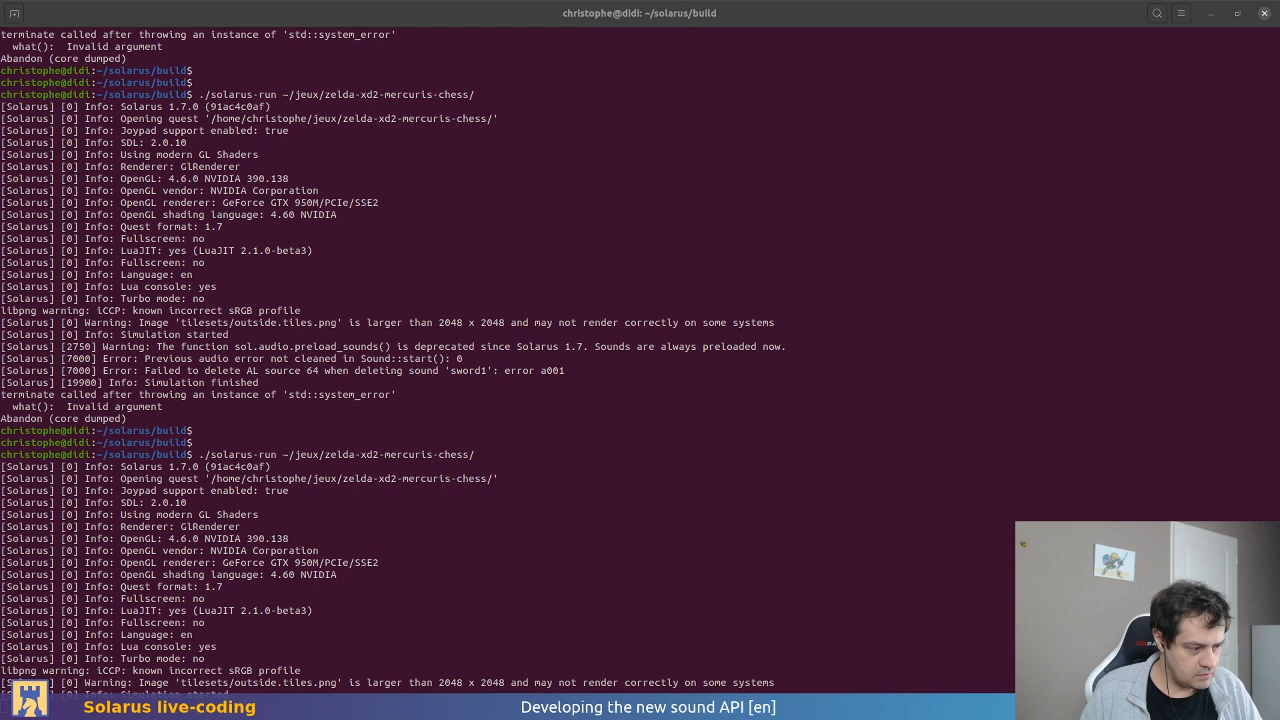 christophe@didi: ~/solarus/build
terminate called after throwing an instance of 'std::system_error'
  what():  Invalid argument
Abandon (core dumped)
christophe@didi:~/solarus/build$
christophe@didi:~/solarus/build$
christophe@didi:~/solarus/build$ ./solarus-run ~/jeux/zelda-xd2-mercuris-chess/
[Solarus] [0] Info: Solarus 1.7.0 (91ac4c0af)
[Solarus] [0] Info: Opening quest '/home/christophe/jeux/zelda-xd2-mercuris-chess/'
[Solarus] [0] Info: Joypad support enabled: true
[Solarus] [0] Info: SDL: 2.0.10
[Solarus] [0] Info: Using modern GL Shaders
[Solarus] [0] Info: Renderer: GlRenderer
[Solarus] [0] Info: OpenGL: 4.6.0 NVIDIA 390.138
[Solarus] [0] Info: OpenGL vendor: NVIDIA Corporation
[Solarus] [0] Info: OpenGL renderer: GeForce GTX 950M/PCIe/SSE2
[Solarus] [0] Info: OpenGL shading language: 4.60 NVIDIA
[Solarus] [0] Info: Quest format: 1.7
[Solarus] [0] Info: Fullscreen: no
[Solarus] [0] Info: LuaJIT: yes (LuaJIT 2.1.0-beta3)
[Solarus] [0] Info: Fullscreen: no
[Solarus] [0] Info: Language: en
[Solarus] [0] Info: Lua console: yes
[Solarus] [0] Info: Turbo mode: no
libpng warning: iCCP: known incorrect sRGB profile
[Solarus] [0] Warning: Image 'tilesets/outside.tiles.png' is larger than 2048 x 2048 and may not render correctly on some systems
[Solarus] [0] Info: Simulation started
[Solarus] [2750] Warning: The function sol.audio.preload_sounds() is deprecated since Solarus 1.7. Sounds are always preloaded now.
[Solarus] [7000] Error: Previous audio error not cleaned in Sound::start(): 0
[Solarus] [7000] Error: Failed to delete AL source 64 when deleting sound 'sword1': error a001
[Solarus] [19900] Info: Simulation finished
terminate called after throwing an instance of 'std::system_error'
  what():  Invalid argument
Abandon (core dumped)
christophe@didi:~/solarus/build$
christophe@didi:~/solarus/build$
christophe@didi:~/solarus/build$ ./solarus-run ~/jeux/zelda-xd2-mercuris-chess/
[Solarus] [0] Info: Solarus 1.7.0 (91ac4c0af)
[Solarus] [0] Info: Opening quest '/home/christophe/jeux/zelda-xd2-mercuris-chess/'
[Solarus] [0] Info: Joypad support enabled: true
[Solarus] [0] Info: SDL: 2.0.10
[Solarus] [0] Info: Using modern GL Shaders
[Solarus] [0] Info: Renderer: GlRenderer
[Solarus] [0] Info: OpenGL: 4.6.0 NVIDIA 390.138
[Solarus] [0] Info: OpenGL vendor: NVIDIA Corporation
[Solarus] [0] Info: OpenGL renderer: GeForce GTX 950M/PCIe/SSE2
[Solarus] [0] Info: OpenGL shading language: 4.60 NVIDIA
[Solarus] [0] Info: Quest format: 1.7
[Solarus] [0] Info: Fullscreen: no
[Solarus] [0] Info: LuaJIT: yes (LuaJIT 2.1.0-beta3)
[Solarus] [0] Info: Fullscreen: no
[Solarus] [0] Info: Language: en
[Solarus] [0] Info: Lua console: yes
[Solarus] [0] Info: Turbo mode: no
libpng warning: iCCP: known incorrect sRGB profile
[0] Warning: Image 'tilesets/outside.tiles.png' is larger than 2048 x 2048 and may not render correctly on some systems
Solarus live-coding
Developing the new sound API [en]